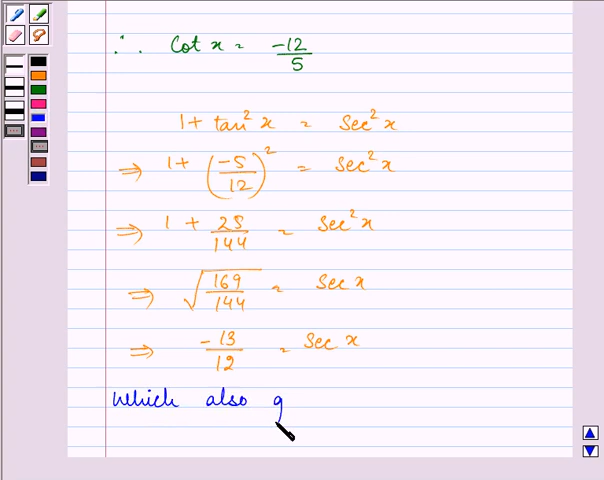 ∴ Cot x = -12/5
1 + tan² x = Sec² x
⇒ 1 + (-5/12)² = Sec² x
⇒ 1 + 25/144 = Sec² x
⇒ √(169/144) = Sec x
⇒ -13/12 = Sec x
which also g